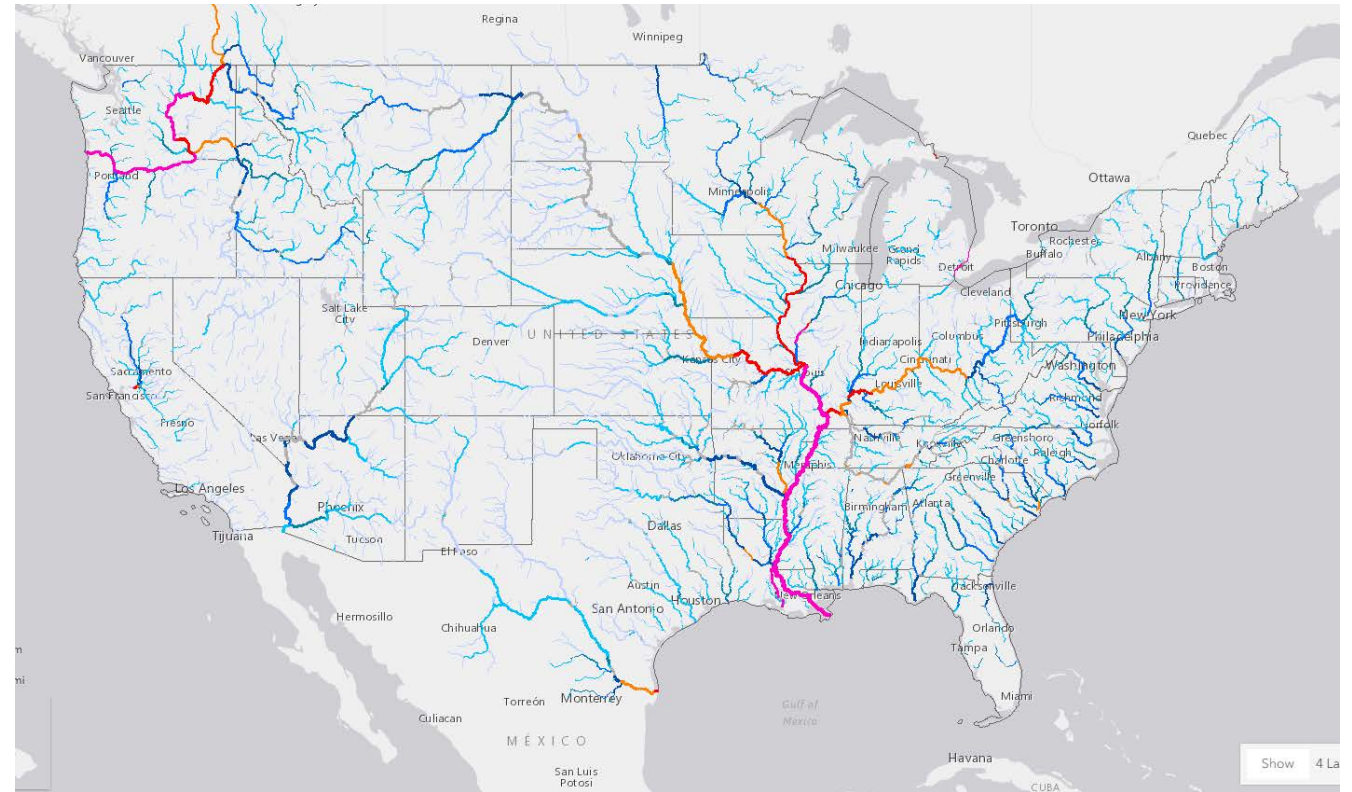 Regina
Winnipeg
Vancouver
Seattle
Quebec
Ottawa
Portland
Minneapolis
Toronto
Rochester
Buffalo
Milwaukee
Grand
Rapids
Detroit
Albany
Boston
Providence
Chicago
Cleveland
Salt Lake
City
New York
Pittsburgh
Philadelphia
UNITED STATES
Denver
Indianapolis
Columbus
Kansas City
Cincinnati
Washington
Sacramento
San Francisco
Louisville
Richmond
Norfolk
Fresno
Las Vegas
Nashville
Knoxville
Greensboro
Raleigh
Charlotte
Oklahoma City
Memphis
Greenville
Los Angeles
Phoenix
Birmingham
Atlanta
Dallas
Tijuana
Tucson
El Paso
Austin
Houston
New Orleans
Jacksonville
San Antonio
Hermosillo
Chihuahua
Orlando
Tampa
m
mi
Torreón
Monterrey
Miami
Gulf of
Mexico
Culiacan
MÉXICO
Havana
San Luis
Potosi
CUBA
Show
4 La